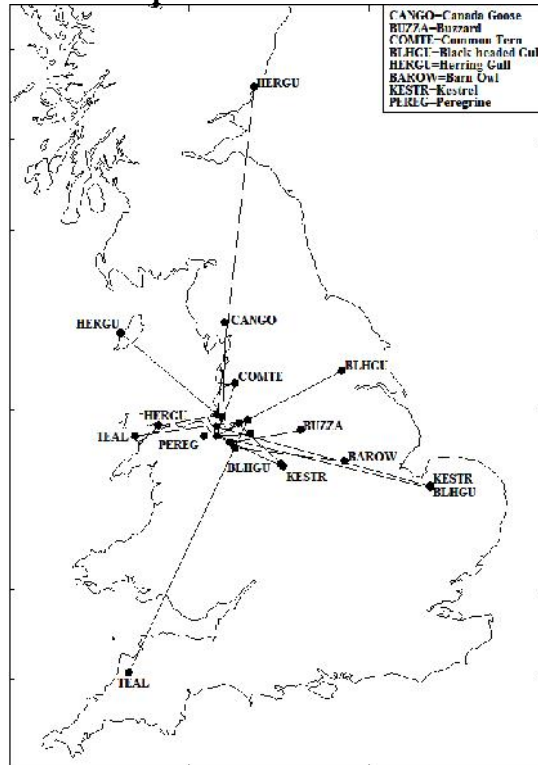 CANGO=Canada Goose
BUZZA=Buzzard
COMTE=Common Tern
BLHGU=Black headed Gul
HERGU=Herring Gull
BAROW=Barn Owl
KESTR=Kestrel
PEREG=Peregrine
HERGU
CANGO
HERGU
BLHGU
COMTE
HERGU
BUZZA
TEAL
PEREG
BLHGU
BAROW
KESTR
KESTR
BLHGU
TEAL